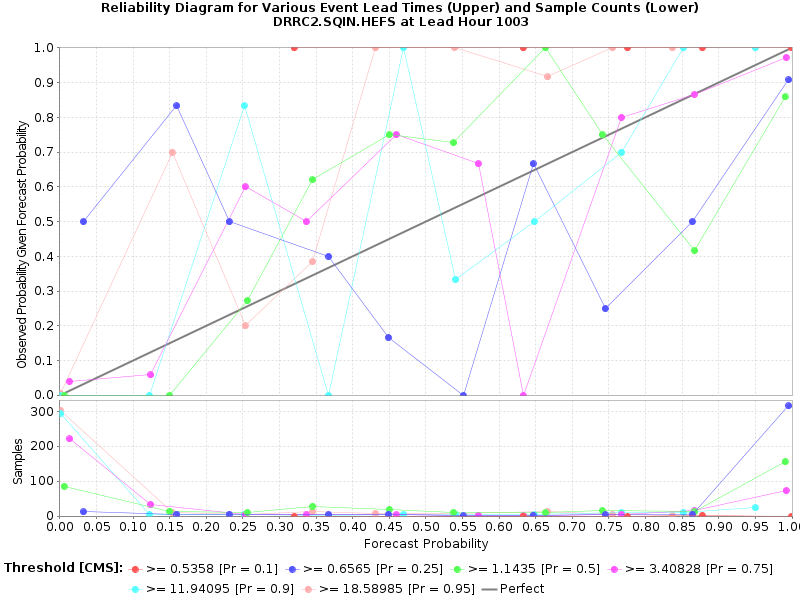 Reliability Diagram for Various Event Lead Times (Upper) and Sample Counts (Lower)
DRRC2.SQIN.HEFS at Lead Hour 1003
Observed Probability Given Forecast Probability
1.0
0.9
0.8
0.7
0.6
0.5
0.4
0.3
0.2
0.1
0.0
Samples
300
200
100
0
0.00 0.05 0.10 0.15 0.20 0.25 0.30 0.35 0.40 0.45 0.50 0.55 0.60 0.65 0.70 0.75 0.80 0.85 0.90 0.95 1.0
Forecast Probability
Threshold [CMS]: >= 0.5358 [Pr = 0.1] >= 0.6565 [Pr = 0.25] >= 1.1435 [Pr = 0.5] >= 3.40828 [Pr = 0.75]
>= 11.94095 [Pr = 0.9] >= 18.58985 [Pr = 0.95] Perfect